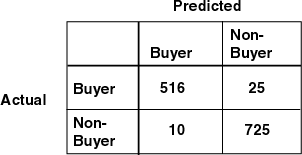 Predicted
Buyer
Non-
Buyer
Actual
Buyer 516 25
Non-
Buyer 10 725